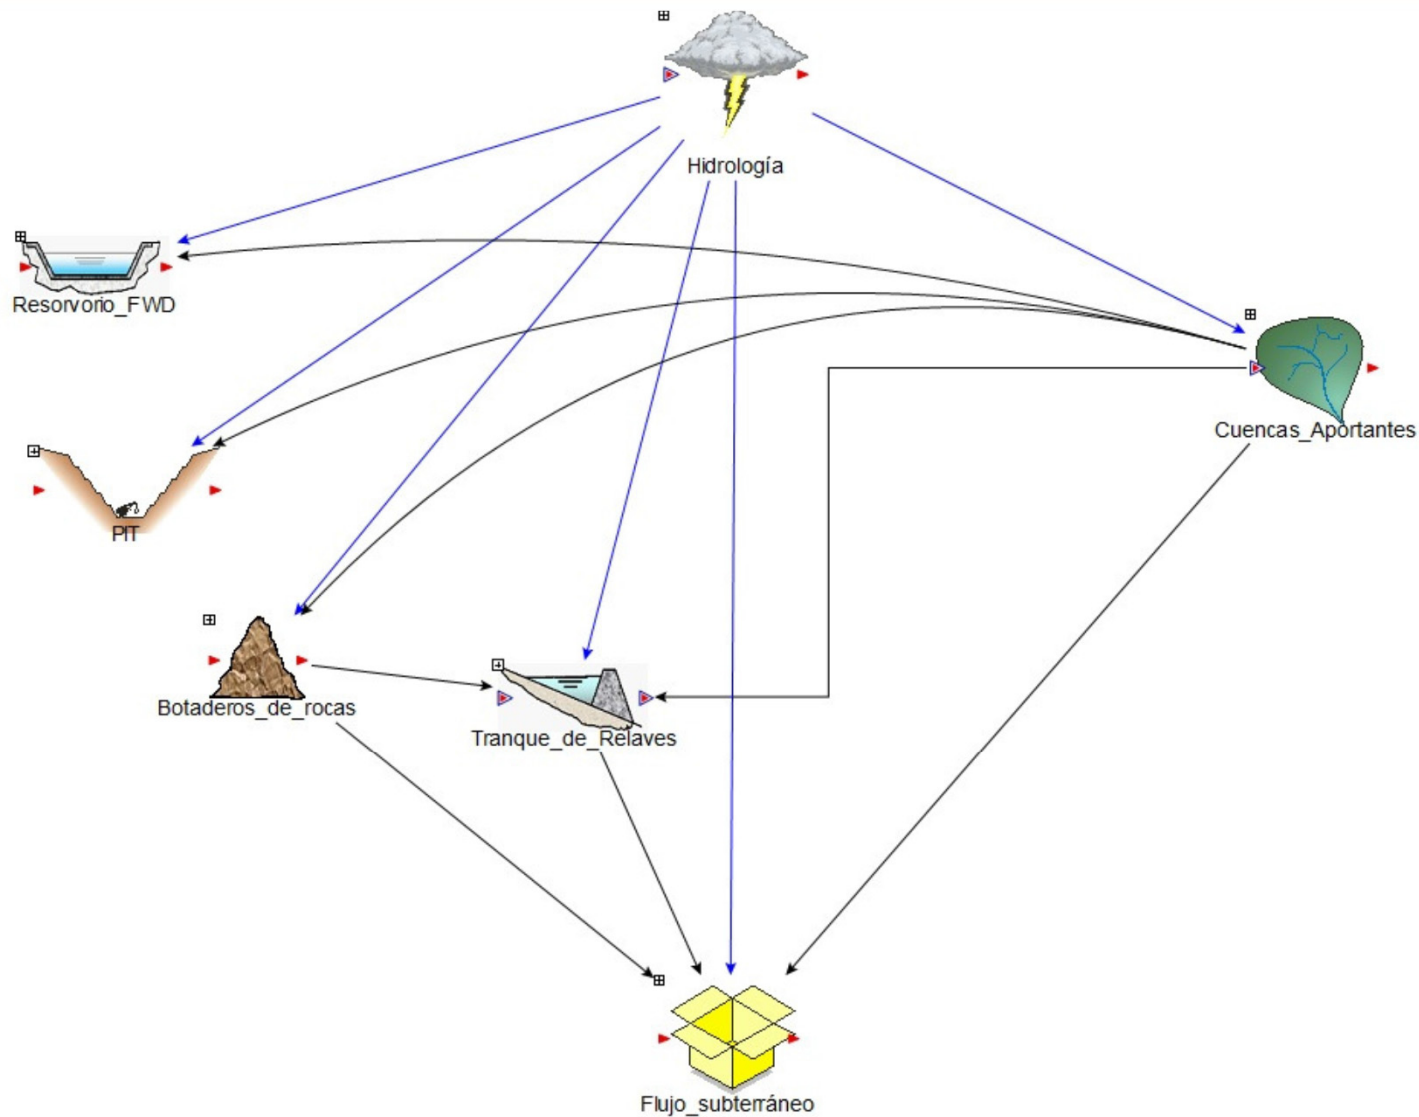 Hidrología
Resorvorio_FWD
Cuencas_Aportantes
PIT
Botaderos_de_rocas
Tranque_de_Relaves
Flujo_subterráneo